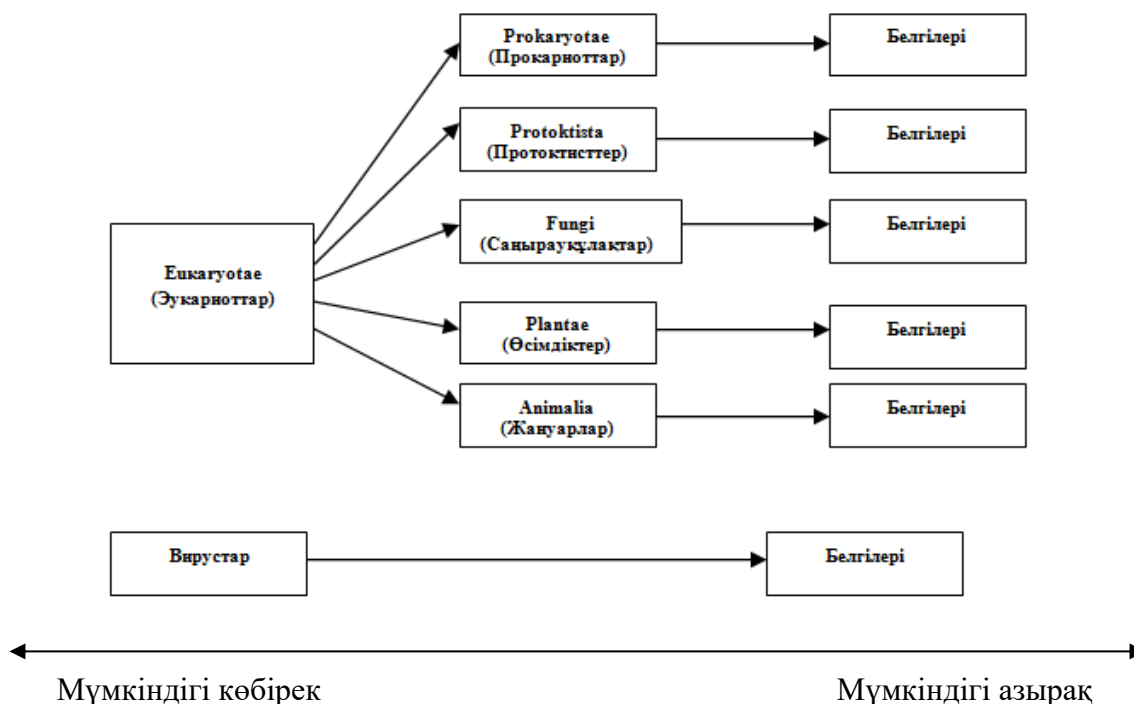 Prokaryotae
(Прокариоттар)
Белгілері
Protoktista
(Протоктисттер)
Белгілері
Fungi
(Саңырауқұлақтар)
Белгілері
Eukaryotae
(Эукариоттар)
Plantae
(Өсімдіктер)
Белгілері
Animalia
(Жануарлар)
Белгілері
Вирустар
Белгілері
Мүмкіндігі көбірек
Мүмкіндігі азырақ